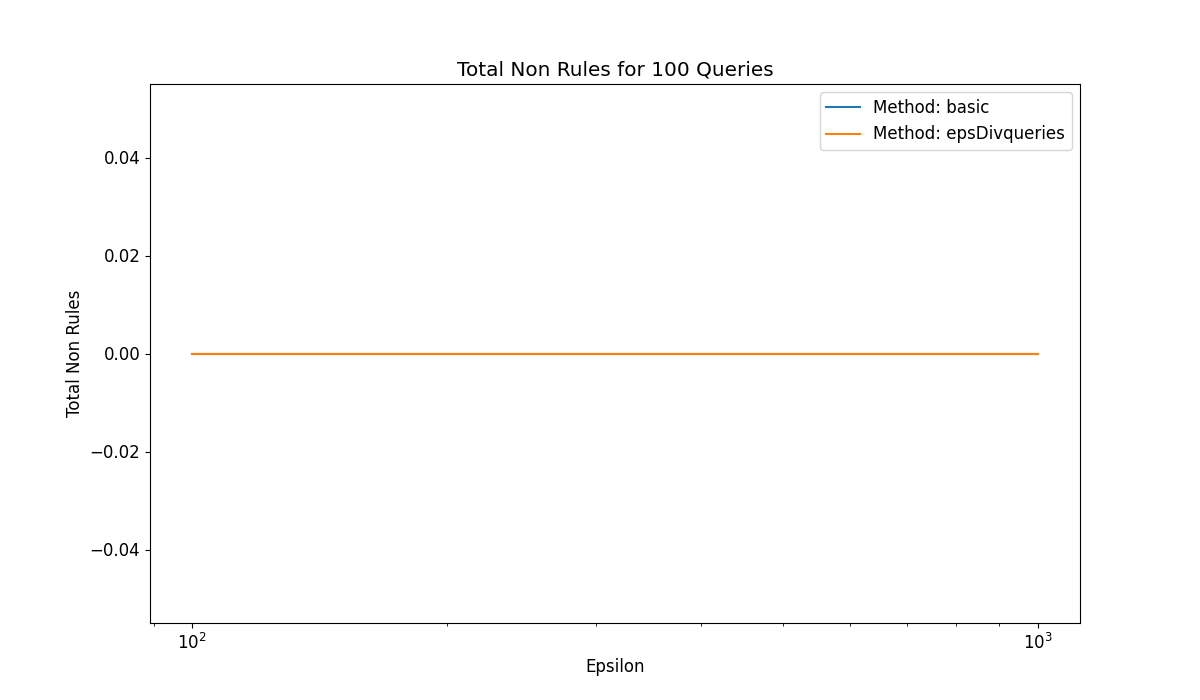 Total Non Rules for 100 Queries
Method: basic
Method: epsDivqueries
0.04
0.02
0.00
−0.02
−0.04
Total Non Rules
10²
10³
Epsilon